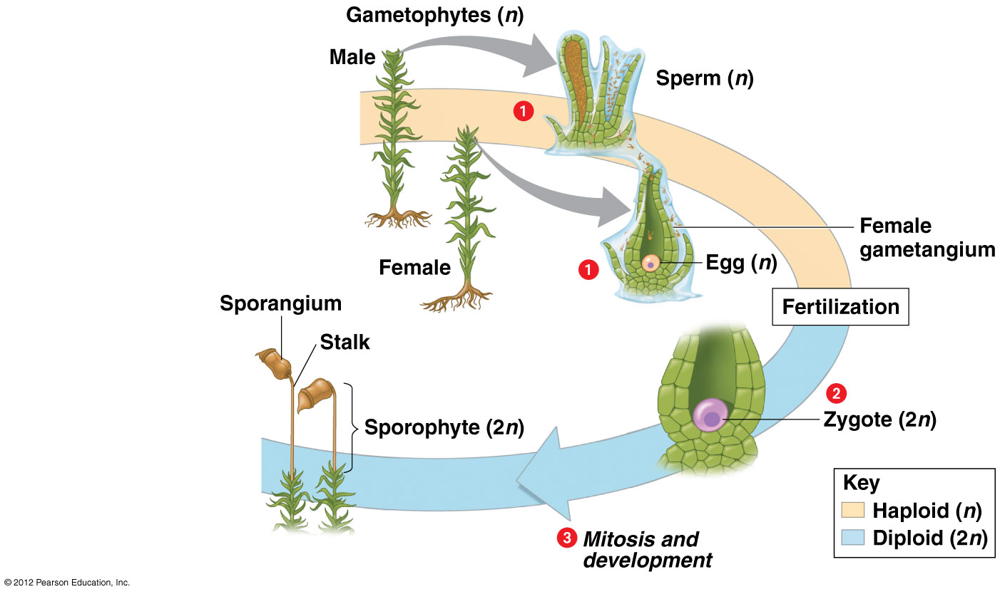 Gametophytes (n)
Male
Sperm (n)
1
Female
gametangium
1
Egg (n)
Female
Fertilization
Sporangium
Stalk
2
Zygote (2n)
Sporophyte (2n)
Key
Haploid (n)
Diploid (2n)
3 Mitosis and
development
© 2012 Pearson Education, Inc.